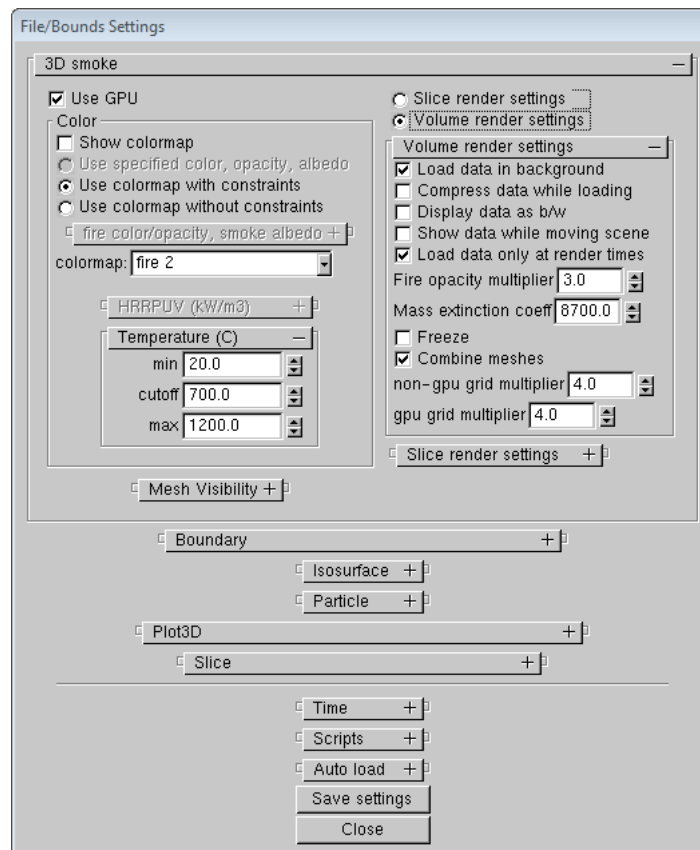 File/Bounds Settings
3D smoke
Use GPU
Color
Show colormap
Use specified color, opacity, albedo
Use colormap with constraints
Use colormap without constraints
fire color/opacity, smoke albedo +
colormap: fire 2
HRRPUV (kW/m3) +
Temperature (C) −
min 20.0
cutoff 700.0
max 1200.0
Mesh Visibility +
Slice render settings
Volume render settings
Volume render settings −
Load data in background
Compress data while loading
Display data as b/w
Show data while moving scene
Load data only at render times
Fire opacity multiplier 3.0
Mass extinction coeff 8700.0
Freeze
Combine meshes
non-gpu grid multiplier 4.0
gpu grid multiplier 4.0
Slice render settings +
Boundary +
Isosurface +
Particle +
Plot3D +
Slice +
Time +
Scripts +
Auto load +
Save settings
Close